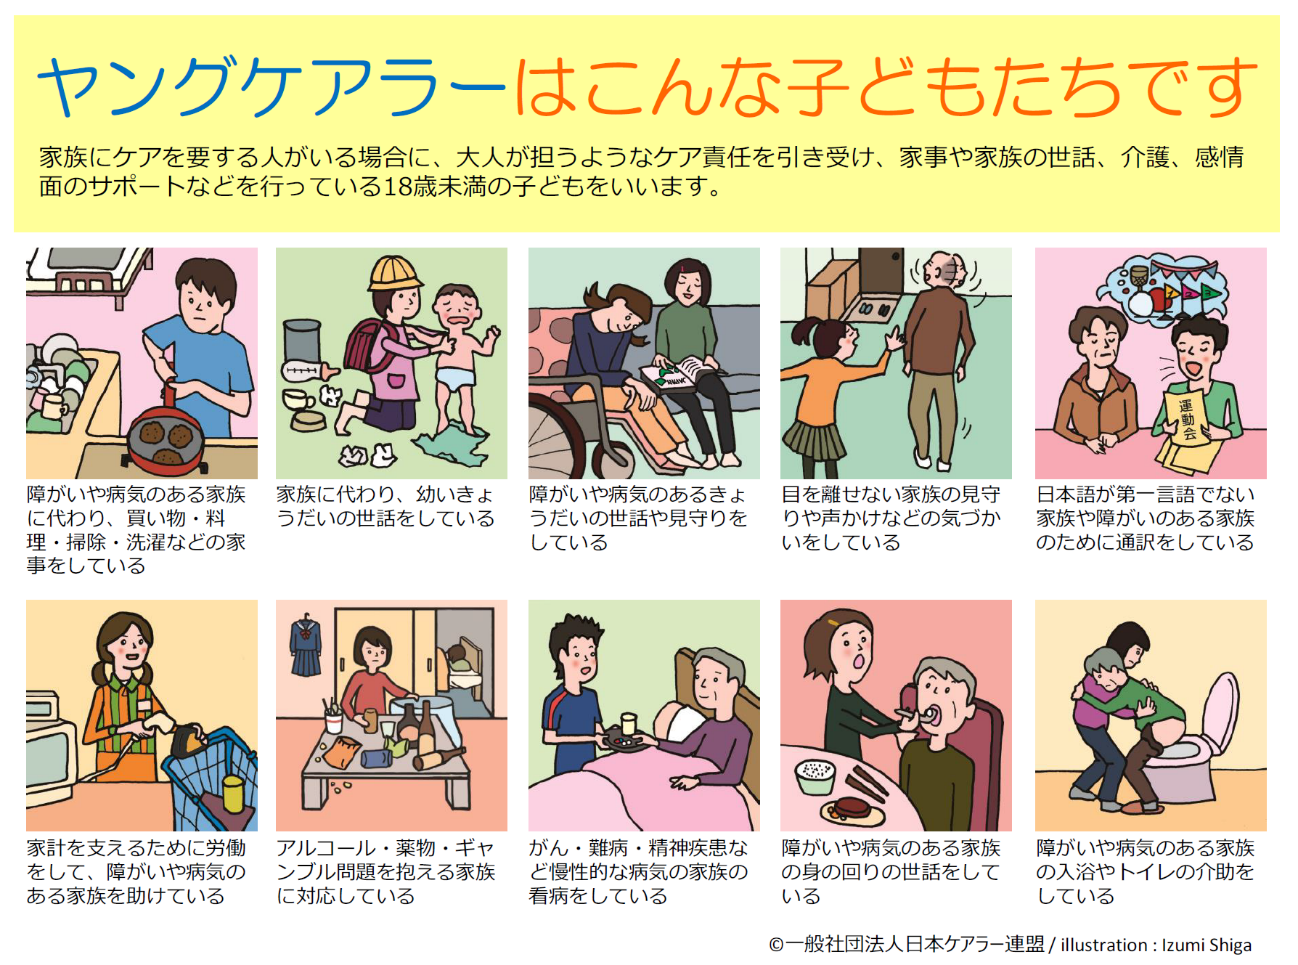 ヤングケアラーはこんな子どもたちです
家族にケアを要する人がいる場合に、大人が担うようなケア責任を引き受け、家事や家族の世話、介護、感情
面のサポートなどを行っている18歳未満の子どもをいいます。
運動会
障がいや病気のある家族
に代わり、買い物・料
理・掃除・洗濯などの家
事をしている
家族に代わり、幼いきょ
うだいの世話をしている
障がいや病気のあるきょ
うだいの世話や見守りを
している
目を離せない家族の見守
りや声かけなどの気づか
いをしている
日本語が第一言語でない
家族や障がいのある家族
のために通訳をしている
家計を支えるために労働
をして、障がいや病気の
ある家族を助けている
アルコール・薬物・ギャ
ンブル問題を抱える家族
に対応している
がん・難病・精神疾患な
ど慢性的な病気の家族の
看病をしている
障がいや病気のある家族
の身の回りの世話をして
いる
障がいや病気のある家族
の入浴やトイレの介助を
している
©一般社団法人日本ケアラー連盟 / illustration : Izumi Shiga